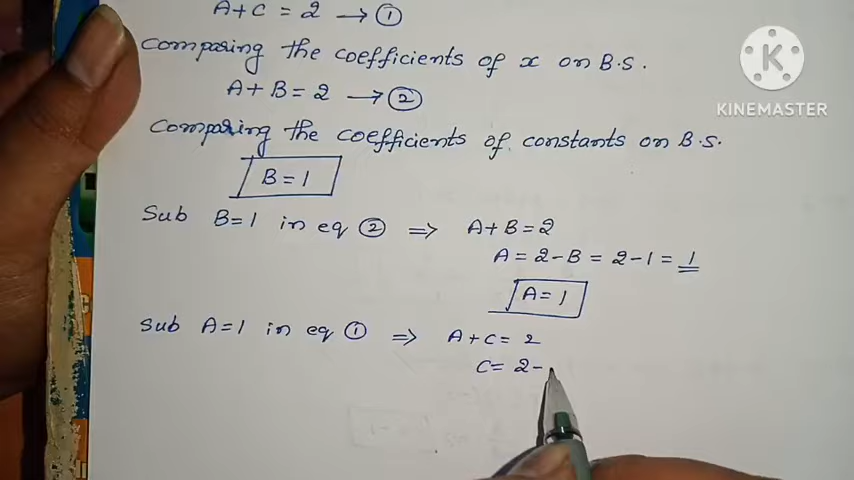 A+C = 2 → ①
Comparing the coefficients of x on B.S.
A+B = 2 → ②
Comparing the coefficients of constants on B.S.
B = 1
Sub B=1 in eq ② ⇒ A+B = 2
A = 2-B = 2-1 = 1
A = 1
Sub A=1 in eq ① ⇒ A+C = 2
C = 2-
K
KINEMASTER